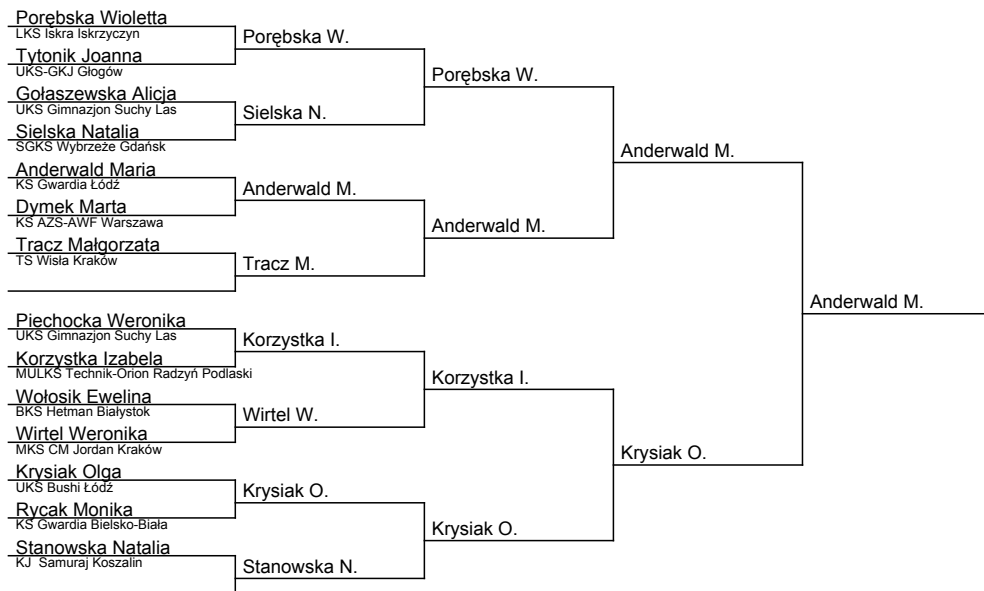 Porębska Wioletta
LKS Iskra Iskrzyczyn
Tytonik Joanna
UKS-GKJ Głogów
Gołaszewska Alicja
UKS Gimnazjon Suchy Las
Sielska Natalia
SGKS Wybrzeże Gdańsk
Anderwald Maria
KS Gwardia Łódź
Dymek Marta
KS AZS-AWF Warszawa
Tracz Małgorzata
TS Wisła Kraków
Piechocka Weronika
UKS Gimnazjon Suchy Las
Korzystka Izabela
MULKS Technik-Orion Radzyń Podlaski
Wołosik Ewelina
BKS Hetman Białystok
Wirtel Weronika
MKS CM Jordan Kraków
Krysiak Olga
UKS Bushi Łódź
Rycak Monika
KS Gwardia Bielsko-Biała
Stanowska Natalia
KJ Samuraj Koszalin
Porębska W.
Sielska N.
Anderwald M.
Tracz M.
Korzystka I.
Wirtel W.
Krysiak O.
Stanowska N.
Porębska W.
Anderwald M.
Korzystka I.
Krysiak O.
Anderwald M.
Krysiak O.
Anderwald M.